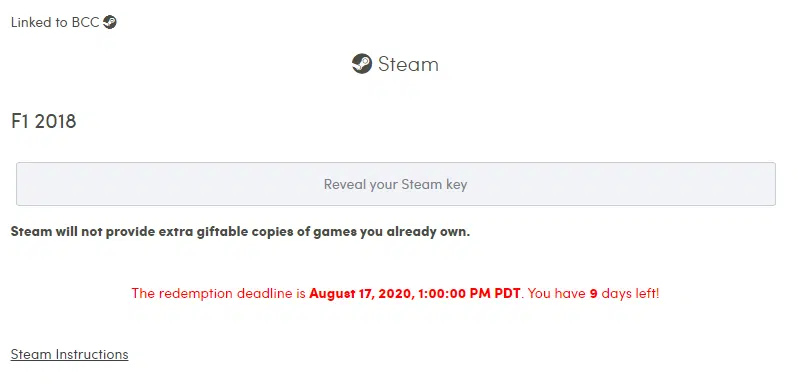 Linked to BCC
Steam
F1 2018
Reveal your Steam key
Steam will not provide extra giftable copies of games you already own.
The redemption deadline is August 17, 2020, 1:00:00 PM PDT. You have 9 days left!
Steam Instructions